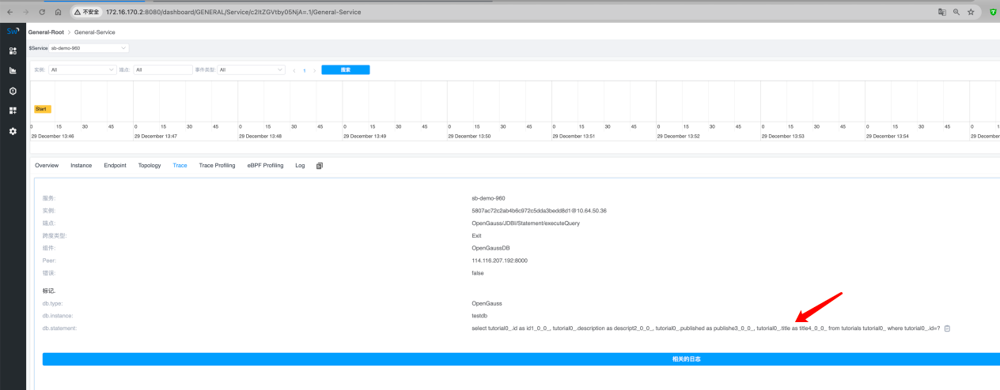 不安全 172.16.170.2:8080/dashboard/GENERAL/Service/c2ItZGVtby05NjA=.1/General-Service
Sw General-Root > General-Service
$Service sb-demo-960
实例: All 端点: All 事件类型: All 1 搜索
Start
0 15 30 45 0 15 30 45 0 15 30 45 0 15 30 45 0 15 30 45 0 15 30 45 0 15 30 45 0 15 30 45 0 15 30 45 0 1
29 December 13:46 29 December 13:47 29 December 13:48 29 December 13:49 29 December 13:50 29 December 13:51 29 December 13:52 29 December 13:53 29 December 13:54 29 December
Overview Instance Endpoint Topology Trace Trace Profiling eBPF Profiling Log
服务: sb-demo-960
实例: 5807ac72c2ab4b6c972c5dda3bedd8d1@10.64.50.36
端点: OpenGauss/JDBI/Statement/executeQuery
跨度类型: Exit
组件: OpenGaussDB
Peer: 114.116.207.192:8000
错误: false
标记.
db.type: OpenGauss
db.instance: testdb
db.statement: select tutorial0_.id as id1_0_0_, tutorial0_.description as descript2_0_0_, tutorial0_.published as publishe3_0_0_, tutorial0_.title as title4_0_0_ from tutorials tutorial0_ where tutorial0_.id=?
相关的日志